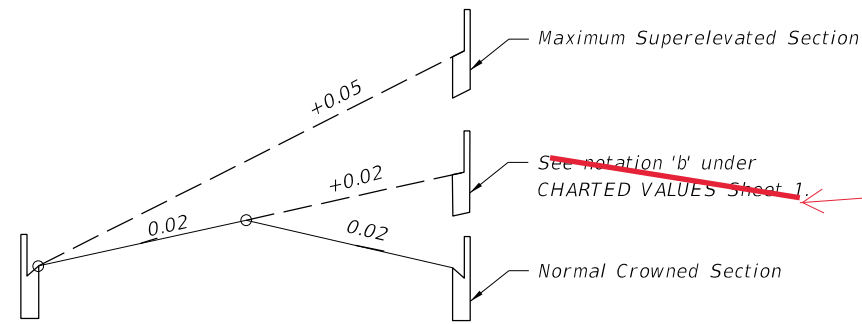 Maximum Superelevated Section
+0.05
See notation 'b' under
CHARTED VALUES Sheet 1.
+0.02
0.02
0.02
Normal Crowned Section